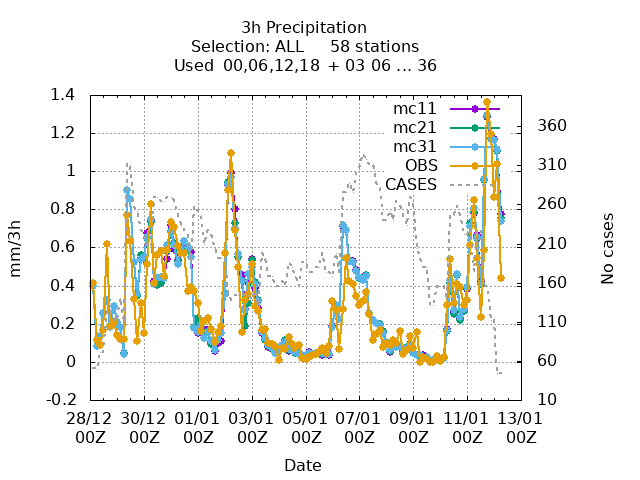 3h Precipitation
Selection: ALL 58 stations
Used 00,06,12,18 + 03 06 ... 36
mm/3h
1.4
1.2
1
0.8
0.6
0.4
0.2
0
-0.2
mc11
mc21
mc31
OBS
CASES
360
310
260
210
160
110
60
10
No cases
28/12 30/12 01/01 03/01 05/01 07/01 09/01 11/01 13/01
00Z 00Z 00Z 00Z 00Z 00Z 00Z 00Z 00Z
Date